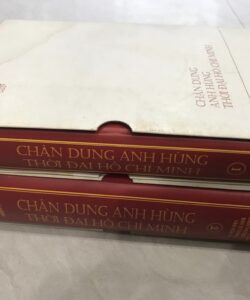 CHÂN DUNG
ANH HÙNG
THỜI ĐẠI HỒ CHÍ MINH
CHÂN DUNG ANH HÙNG
THỜI ĐẠI HỒ CHÍ MINH
1
CHÂN DUNG ANH HÙNG
THỜI ĐẠI HỒ CHÍ MINH